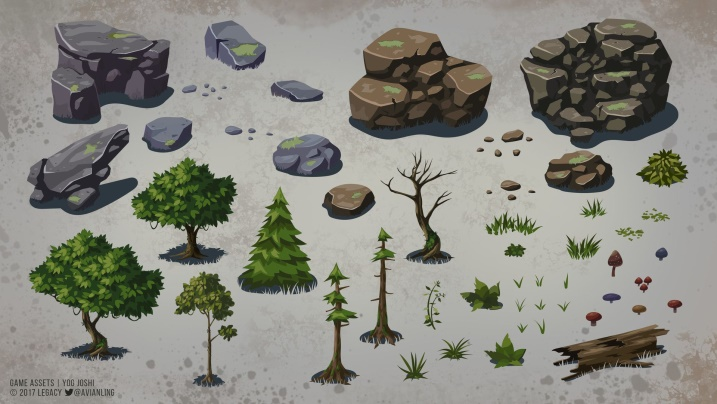 GAME ASSETS | YOO JOSHI
© 2017 LEGACY @AVIANLING